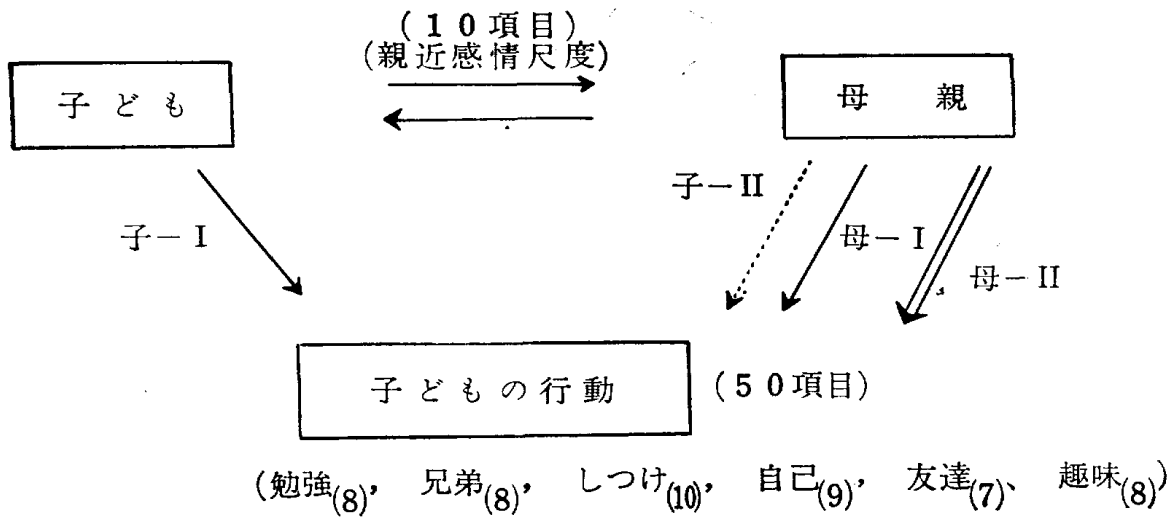 (10項目)
(親近感情尺度)
子ども
母親
子-II
子-I
母-I
母-II
子どもの行動
(50項目)
(勉強(8), 兄弟(8), しつけ(10), 自己(9), 友達(7)、 趣味(8))